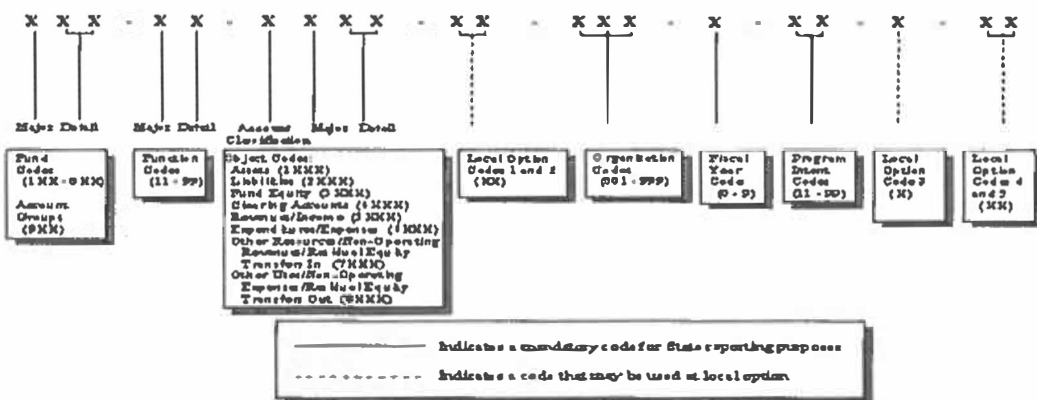 X X X - X X - X X X X - X X - X X X - X - X X - X - X X
Major Detail Major Detail Account Major Detail
Classification
Fund
Codes
(1XX - 8XX)
Account
Groups
(9XX)
Function
Codes
(11 - 99)
Object Codes:
Assets (1XXX)
Liabilities (2XXX)
Fund Equity (3XXX)
Clearing Accounts (4XXX)
Revenues/Income (5XXX)
Expenditures/Expenses (6XXX)
Other Resources/Non-Operating
Revenues/Residual Equity
Transfers In (7XXX)
Other Uses/Non-Operating
Expenses/Residual Equity
Transfers Out (8XXX)
Local Option
Codes 1 and 2
(XX)
Organization
Codes
(001 - 999)
Fiscal
Year
Code
(0 - 9)
Program
Intent
Codes
(11 - 99)
Local
Option
Code 3
(X)
Local
Option
Codes 4
and 5
(XX)
Indicates a mandatory code for State reporting purposes
Indicates a code that may be used at local option